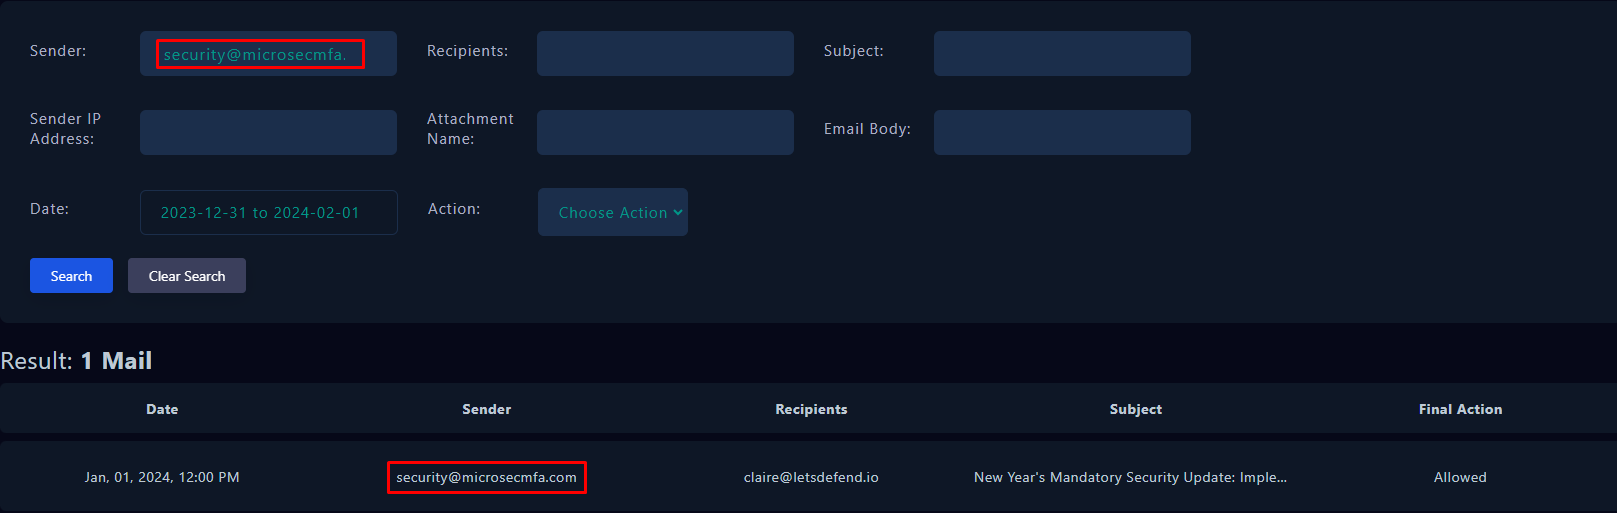 Sender: security@microsecmfa. Recipients: Subject:
Sender IP Address: Attachment Name: Email Body:
Date: 2023-12-31 to 2024-02-01 Action: Choose Action
Search Clear Search
Result: 1 Mail
Date Sender Recipients Subject Final Action
Jan, 01, 2024, 12:00 PM security@microsecmfa.com claire@letsdefend.io New Year's Mandatory Security Update: Imple... Allowed